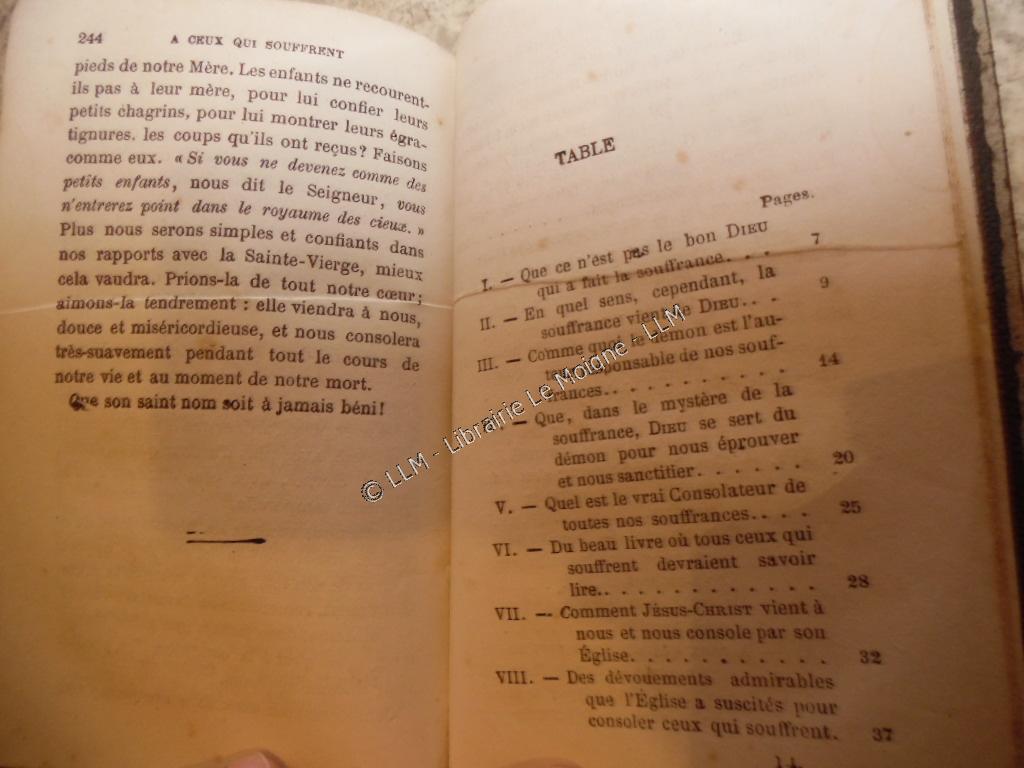 244 A CEUX QUI SOUFFRENT
pieds de notre Mère. Les enfants ne recourent-
ils pas à leur mère, pour lui confier leurs
petits chagrins, pour lui montrer leurs égra-
tignures. les coups qu'ils ont reçus? Faisons
comme eux. « Si vous ne devenez comme des
petits enfants, nous dit le Seigneur, vous
n'entrerez point dans le royaume des cieux. »
Plus nous serons simples et confiants dans
nos rapports avec la Sainte-Vierge, mieux
cela vaudra. Prions-la de tout notre cœur;
aimons-la tendrement : elle viendra à nous,
douce et miséricordieuse, et nous consolera
très-suavement pendant tout le cours de
notre vie et au moment de notre mort.
Que son saint nom soit à jamais béni!
TABLE
Pages.
I. — Que ce n'est pas le bon DIEU
qui a fait la souffrance. . . 7
II. — En quel sens, cependant, la
souffrance vient de DIEU. . . 9
III. — Comme quoi le démon est l'au-
teur responsable de nos souf-
frances. . . . . . . . . . . 14
— Que, dans le mystère de la
souffrance, DIEU se sert du
démon pour nous éprouver
et nous sanctifier . . . . . . 20
V. — Quel est le vrai Consolateur de
toutes nos souffrances. . . . 25
VI. — Du beau livre où tous ceux qui
souffrent devraient savoir
lire. . . . . . . . . . . . 28
VII. — Comment JÉSUS-CHRIST vient à
nous et nous console par son
Église. . . . . . . . . . . 32
VIII. — Des dévouements admirables
que l'Église a suscités pour
consoler ceux qui souffrent. 37
14
© LLM - Librairie Le Moigne - LLM